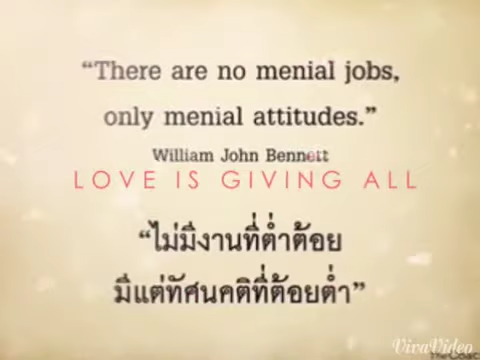 “There are no menial jobs,
only menial attitudes.”
William John Bennett
LOVE IS GIVING ALL
“ไม่มีงานที่ต่ำต้อย
มีแต่ทัศนคติที่ต้อยต่ำ”
VivaVideo